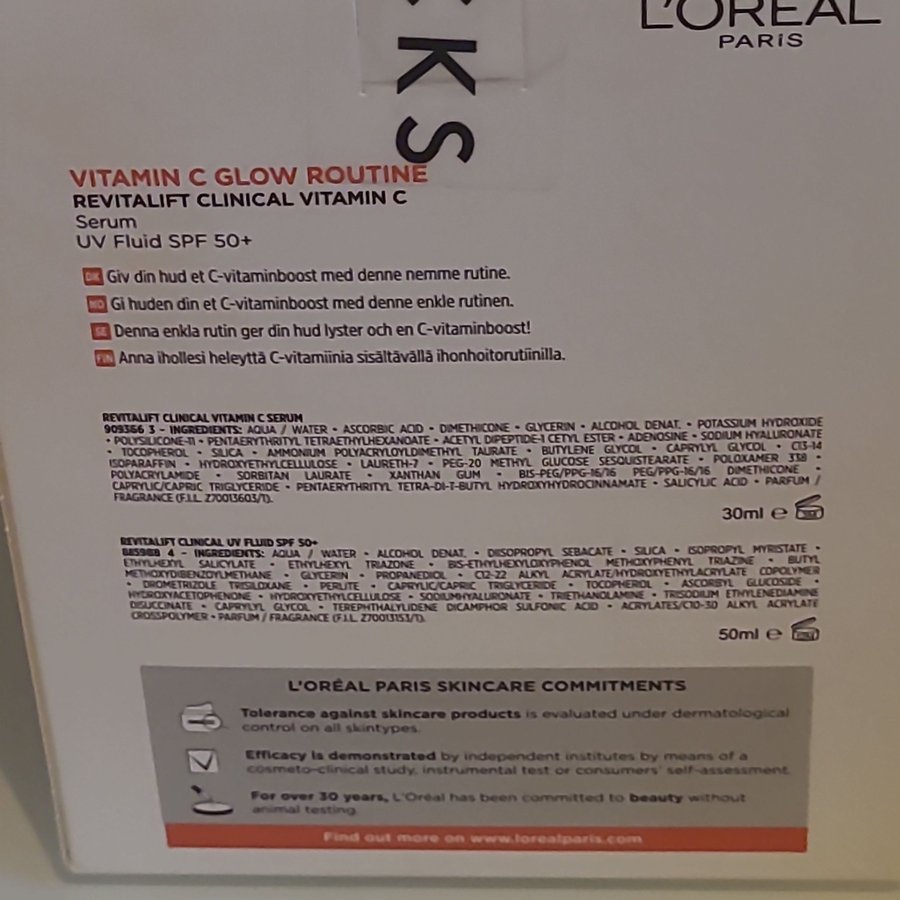 L'ORÉAL
PARIS
KS
VITAMIN C GLOW ROUTINE
REVITALIFT CLINICAL VITAMIN C
Serum
UV Fluid SPF 50+
DK Giv din hud et C-vitaminboost med denne nemme rutine.
NO Gi huden din et C-vitaminboost med denne enkle rutinen.
SE Denna enkla rutin ger din hud lyster och en C-vitaminboost!
FIN Anna ihollesi heleyttä C-vitamiinia sisältävällä ihonhoitorutiinilla.
REVITALIFT CLINICAL VITAMIN C SERUM
909366 3 - INGREDIENTS: AQUA / WATER • ASCORBIC ACID • DIMETHICONE • GLYCERIN • ALCOHOL DENAT. • POTASSIUM HYDROXIDE
• POLYSILICONE-11 • PENTAERYTHRITYL TETRAETHYLHEXANOATE • ACETYL DIPEPTIDE-1 CETYL ESTER • ADENOSINE • SODIUM HYALURONATE
• TOCOPHEROL • SILICA • AMMONIUM POLYACRYLOYLDIMETHYL TAURATE • BUTYLENE GLYCOL • CAPRYLYL GLYCOL • C13-14
ISOPARAFFIN • HYDROXYETHYLCELLULOSE • LAURETH-7 • PEG-20 METHYL GLUCOSE SESQUISTEARATE • POLOXAMER 338 •
POLYACRYLAMIDE • SORBITAN LAURATE • XANTHAN GUM • BIS-PEG/PPG-16/16 PEG/PPG-16/16 DIMETHICONE •
CAPRYLIC/CAPRIC TRIGLYCERIDE • PENTAERYTHRITYL TETRA-DI-T-BUTYL HYDROXYHYDROCINNAMATE • SALICYLIC ACID • PARFUM /
FRAGRANCE (F.I.L. Z70013603/1).
30ml e
REVITALIFT CLINICAL UV FLUID SPF 50+
885988 4 - INGREDIENTS: AQUA / WATER • ALCOHOL DENAT. • DIISOPROPYL SEBACATE • SILICA • ISOPROPYL MYRISTATE •
ETHYLHEXYL SALICYLATE • ETHYLHEXYL TRIAZONE • BIS-ETHYLHEXYLOXYPHENOL METHOXYPHENYL TRIAZINE • BUTYL
METHOXYDIBENZOYLMETHANE • GLYCERIN • PROPANEDIOL • C12-22 ALKYL ACRYLATE/HYDROXYETHYLACRYLATE COPOLYMER
• DROMETRIZOLE TRISILOXANE • PERLITE • CAPRYLIC/CAPRIC TRIGLYCERIDE • TOCOPHEROL • ASCORBYL GLUCOSIDE •
HYDROXYACETOPHENONE • HYDROXYETHYLCELLULOSE • SODIUM HYALURONATE • TRIETHANOLAMINE • TRISODIUM ETHYLENEDIAMINE
DISUCCINATE • CAPRYLYL GLYCOL • TEREPHTHALYLIDENE DICAMPHOR SULFONIC ACID • ACRYLATES/C10-30 ALKYL ACRYLATE
CROSSPOLYMER • PARFUM / FRAGRANCE (F.I.L. Z70013153/1).
50ml e
L'ORÉAL PARIS SKINCARE COMMITMENTS
Tolerance against skincare products is evaluated under dermatological
control on all skintypes.
Efficacy is demonstrated by independent institutes by means of a
cosmeto-clinical study, instrumental test or consumers' self-assessment.
For over 30 years, L'Oréal has been committed to beauty without
animal testing.
Find out more on www.lorealparis.com